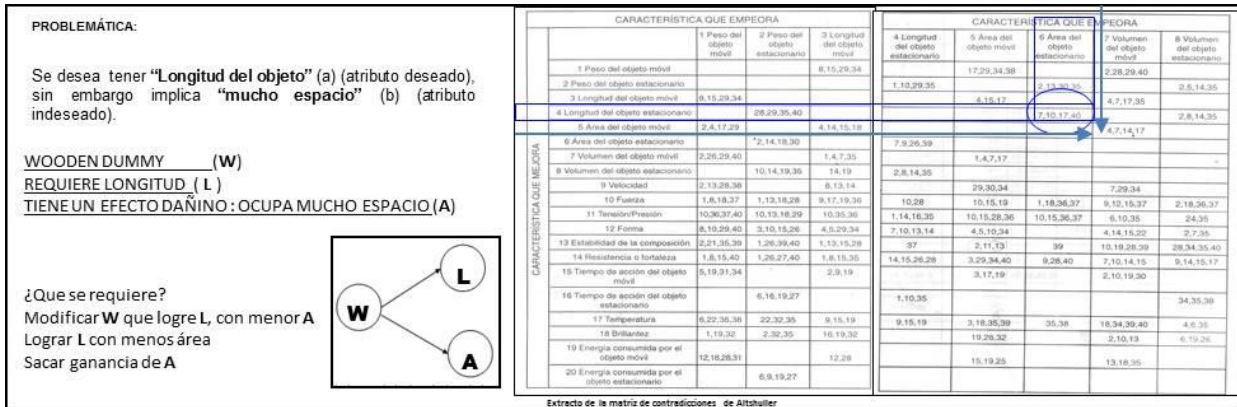 PROBLEMÁTICA:
Se desea tener “Longitud del objeto” (a) (atributo deseado),
sin embargo implica “mucho espacio” (b) (atributo
indeseado).
WOODEN DUMMY (W)
REQUIERE LONGITUD ( L )
TIENE UN EFECTO DAÑINO : OCUPA MUCHO ESPACIO (A)
¿Que se requiere?
Modificar W que logre L, con menor A
Lograr L con menos área
Sacar ganancia de A
W
L
A
CARACTERÍSTICA QUE EMPEORA
1 Peso del objeto móvil
2 Peso del objeto estacionario
3 Longitud del objeto móvil
CARACTERÍSTICA QUE MEJORA
1 Peso del objeto móvil 8,15,29,34
2 Peso del objeto estacionario
3 Longitud del objeto móvil 8,15,29,34
4 Longitud del objeto estacionario 28,29,35,40
5 Área del objeto móvil 2,4,17,29 4,14,15,18
6 Área del objeto estacionario 2,14,18,30
7 Volumen del objeto móvil 2,26,29,40 1,4,7,35
8 Volumen del objeto estacionario 10,14,19,35 14,19
9 Velocidad 2,13,28,38 8,13,14
10 Fuerza 1,8,18,37 1,13,18,28 9,17,19,36
11 Tensión/Presión 10,36,37,40 10,13,18,29 10,35,36
12 Forma 8,10,29,40 3,10,15,26 4,5,29,34
13 Estabilidad de la composición 2,21,35,39 1,26,39,40 1,13,15,28
14 Resistencia o fortaleza 1,8,15,40 1,26,27,40 1,8,15,35
15 Tiempo de acción del objeto móvil 5,19,31,34 2,9,19
16 Tiempo de acción del objeto estacionario 6,16,19,27
17 Temperatura 6,22,36,38 22,32,35 9,15,19
18 Brillantez 1,19,32 2,32,35 16,19,32
19 Energía consumida por el objeto móvil 12,18,28,31 12,28
20 Energía consumida por el objeto estacionario 6,9,19,27
CARACTERÍSTICA QUE EMPEORA
4 Longitud del objeto estacionario
5 Área del objeto móvil
6 Área del objeto estacionario
7 Volumen del objeto móvil
8 Volumen del objeto estacionario
17,29,34,38 2,28,29,40
1,10,29,35 2,13,30,35 2,5,14,35
4,15,17 4,7,17,35
7,10,17,40 2,8,14,35
4,7,14,17
7,9,26,39
1,4,7,17
2,8,14,35
29,30,34 7,29,34
10,28 10,15,19 1,18,36,37 9,12,15,37 2,18,36,37
1,14,16,35 10,15,28,36 10,15,36,37 6,10,35 24,35
7,10,13,14 4,5,10,34 4,14,15,22 2,7,35
37 2,11,13 39 10,19,28,39 28,34,35,40
14,15,26,28 3,29,34,40 9,28,40 7,10,14,15 9,14,15,17
3,17,19 2,10,19,30
1,10,35 34,35,38
9,15,19 3,18,35,39 35,38 18,34,39,40 4,6,35
19,26,32 2,10,13
15,19,25 13,18,35
Extracto de la matriz de contradicciones de Altshuller